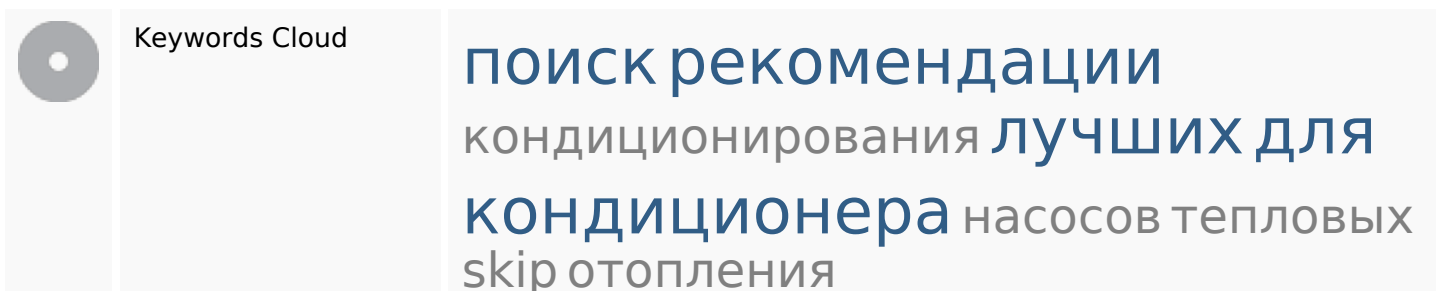 Keywords Cloud
поиск рекомендации
кондиционирования лучших для
кондиционера насосов тепловых
skip отопления